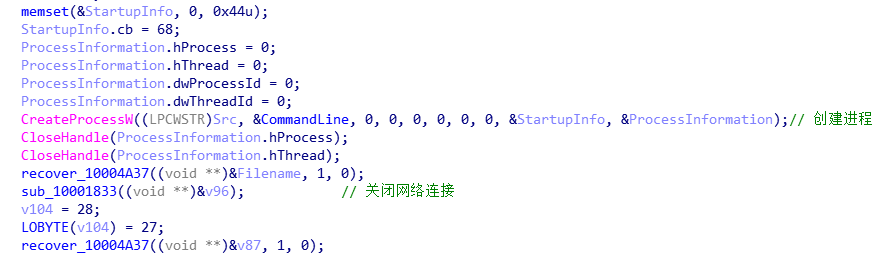 memset(&StartupInfo, 0, 0x44u);
StartupInfo.cb = 68;
ProcessInformation.hProcess = 0;
ProcessInformation.hThread = 0;
ProcessInformation.dwProcessId = 0;
ProcessInformation.dwThreadId = 0;
CreateProcessW((LPCWSTR)Src, &CommandLine, 0, 0, 0, 0, 0, 0, &StartupInfo, &ProcessInformation);// 创建进程
CloseHandle(ProcessInformation.hProcess);
CloseHandle(ProcessInformation.hThread);
recover_10004A37((void **)&Filename, 1, 0);
sub_10001833((void **)&v96); // 关闭网络连接
v104 = 28;
LOBYTE(v104) = 27;
recover_10004A37((void **)&v87, 1, 0);